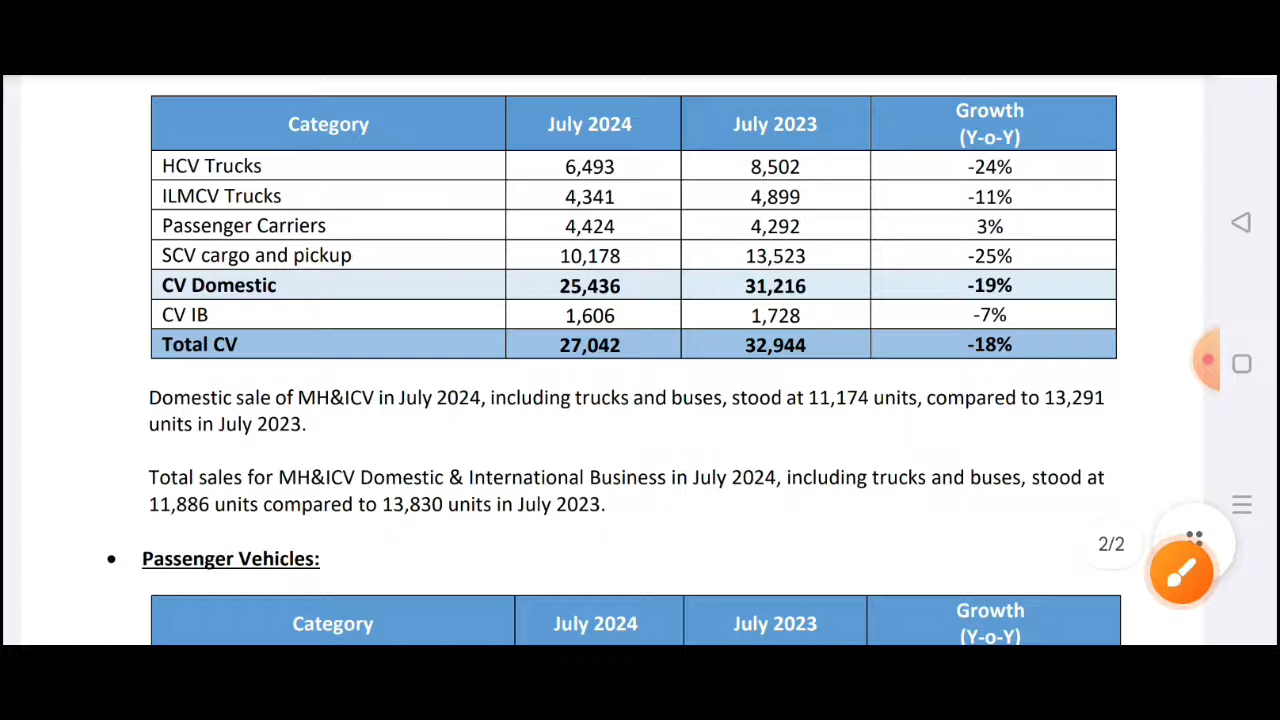 Category July 2024 July 2023 Growth
(Y-o-Y)
HCV Trucks 6,493 8,502 -24%
ILMCV Trucks 4,341 4,899 -11%
Passenger Carriers 4,424 4,292 3%
SCV cargo and pickup 10,178 13,523 -25%
CV Domestic 25,436 31,216 -19%
CV IB 1,606 1,728 -7%
Total CV 27,042 32,944 -18%
Domestic sale of MH&ICV in July 2024, including trucks and buses, stood at 11,174 units, compared to 13,291
units in July 2023.
Total sales for MH&ICV Domestic & International Business in July 2024, including trucks and buses, stood at
11,886 units compared to 13,830 units in July 2023.
2/2
• Passenger Vehicles:
Category July 2024 July 2023 Growth
(Y-o-Y)